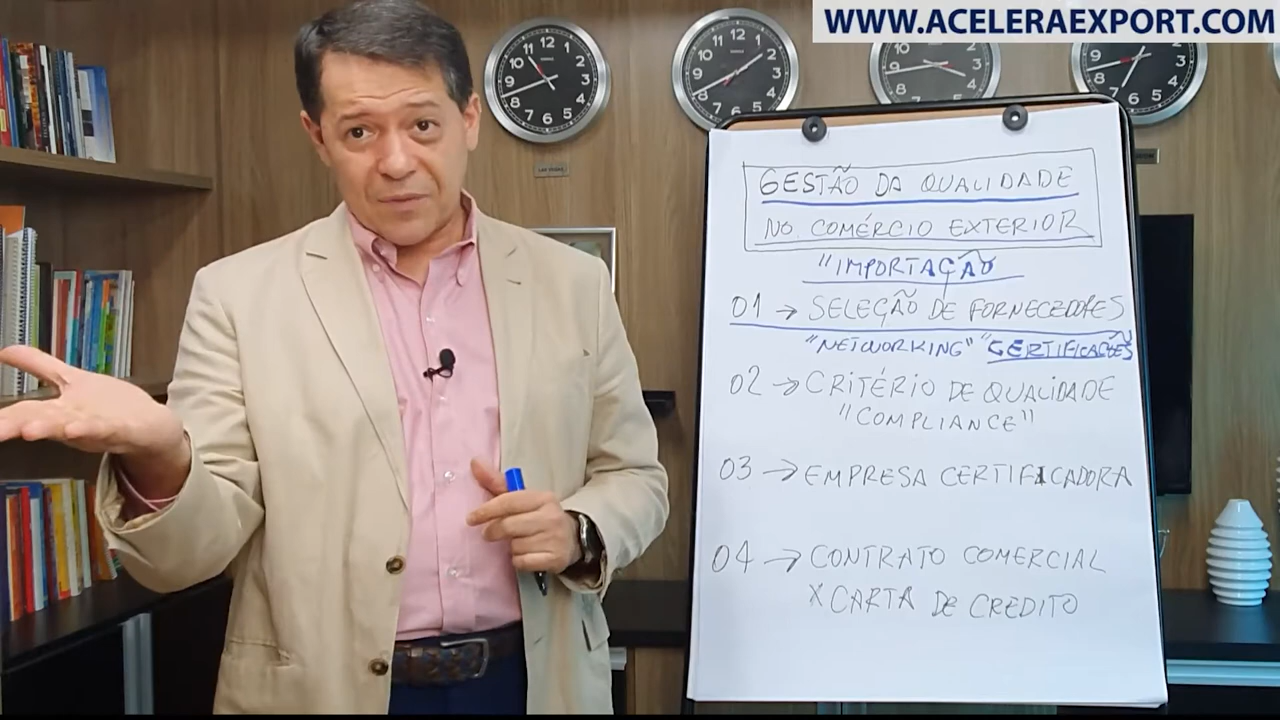 WWW.ACELERAEXPORT.COM
GESTÃO DA QUALIDADE
NO COMÉRCIO EXTERIOR
"IMPORTAÇÃO
01 → SELEÇÃO DE FORNECEDORES
"NETWORKING" "CERTIFICAÇÕES
02 → CRITÉRIO DE QUALIDADE
"COMPLIANCE"
03 → EMPRESA CERTIFICADORA
04 → CONTRATO COMERCIAL
X CARTA DE CREDITO